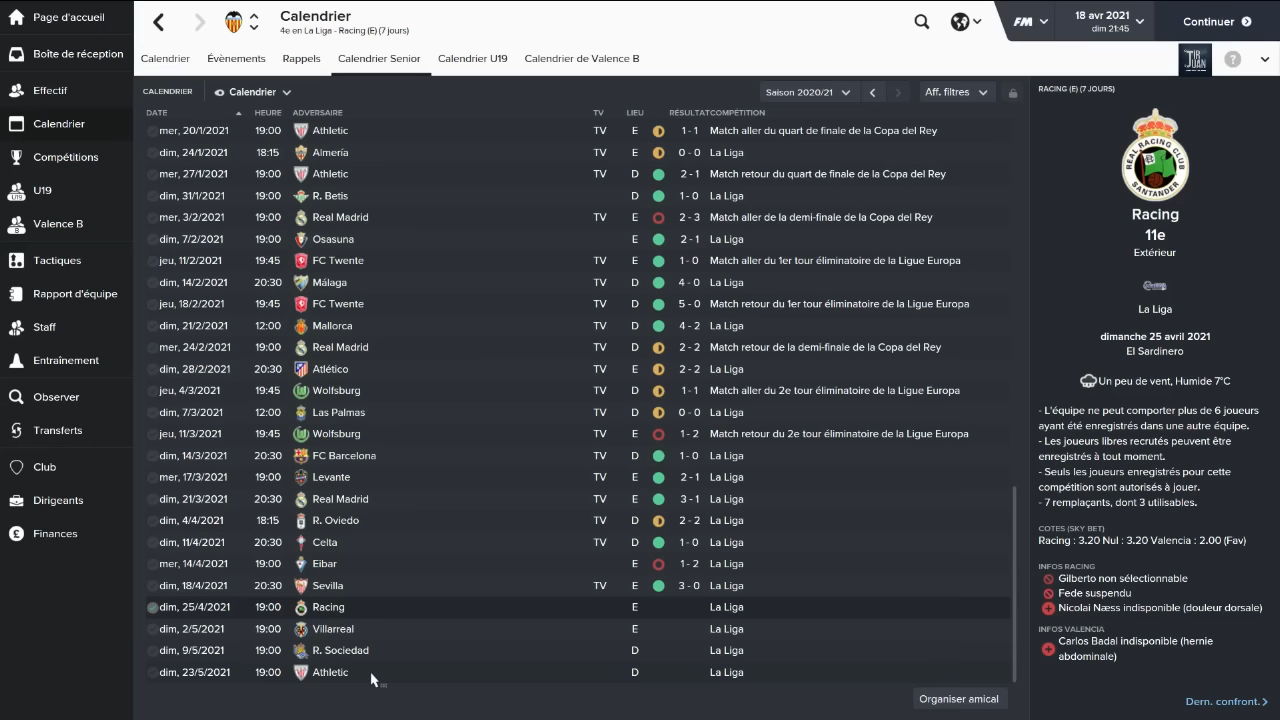 Page d'accueil
Boîte de réception
Effectif
Calendrier
Compétitions
U19
U19
Valence B
Tactiques
Rapport d'équipe
Staff
Entraînement
Observer
Transferts
Club
Dirigeants
Finances
Calendrier
4e en La Liga - Racing (E) (7 jours)
FM
18 avr 2021
dim 21:45
Continuer
Calendrier Évènements Rappels Calendrier Senior Calendrier U19 Calendrier de Valence B
?
CALENDRIER Calendrier Saison 2020/21 Aff. filtres
DATE HEURE ADVERSAIRE TV LIEU RÉSULTAT COMPÉTITION
mer, 20/1/2021 19:00 Athletic TV E 1 - 1 Match aller du quart de finale de la Copa del Rey
dim, 24/1/2021 18:15 Almería TV E 0 - 0 La Liga
mer, 27/1/2021 19:00 Athletic TV D 2 - 1 Match retour du quart de finale de la Copa del Rey
dim, 31/1/2021 19:00 R. Betis D 1 - 0 La Liga
mer, 3/2/2021 19:00 Real Madrid TV E 2 - 3 Match aller de la demi-finale de la Copa del Rey
dim, 7/2/2021 19:00 Osasuna E 2 - 1 La Liga
jeu, 11/2/2021 19:45 FC Twente TV E 1 - 0 Match aller du 1er tour éliminatoire de la Ligue Europa
dim, 14/2/2021 20:30 Málaga TV D 4 - 0 La Liga
jeu, 18/2/2021 19:45 FC Twente TV D 5 - 0 Match retour du 1er tour éliminatoire de la Ligue Europa
dim, 21/2/2021 12:00 Mallorca TV D 4 - 2 La Liga
mer, 24/2/2021 19:00 Real Madrid TV D 2 - 2 Match retour de la demi-finale de la Copa del Rey
dim, 28/2/2021 20:30 Atlético TV E 2 - 2 La Liga
jeu, 4/3/2021 19:45 Wolfsburg TV D 1 - 1 Match aller du 2e tour éliminatoire de la Ligue Europa
dim, 7/3/2021 12:00 Las Palmas TV D 0 - 0 La Liga
jeu, 11/3/2021 19:45 Wolfsburg TV E 1 - 2 Match retour du 2e tour éliminatoire de la Ligue Europa
dim, 14/3/2021 20:30 FC Barcelona TV D 1 - 0 La Liga
mer, 17/3/2021 19:00 Levante TV E 2 - 1 La Liga
dim, 21/3/2021 20:30 Real Madrid TV E 3 - 1 La Liga
dim, 4/4/2021 18:15 R. Oviedo TV D 2 - 2 La Liga
dim, 11/4/2021 20:30 Celta TV D 1 - 0 La Liga
mer, 14/4/2021 19:00 Eibar E 1 - 2 La Liga
dim, 18/4/2021 20:30 Sevilla TV E 3 - 0 La Liga
dim, 25/4/2021 19:00 Racing E La Liga
dim, 2/5/2021 19:00 Villarreal E La Liga
dim, 9/5/2021 19:00 R. Sociedad D La Liga
dim, 23/5/2021 19:00 Athletic D La Liga
Organiser amical
RACING (E) (7 JOURS)
REAL RACING CLUB
SANTANDER
Racing
11e
Extérieur
La Liga
dimanche 25 avril 2021
El Sardinero
Un peu de vent, Humide 7°C
- L'équipe ne peut comporter plus de 6 joueurs
ayant été enregistrés dans une autre équipe.
- Les joueurs libres recrutés peuvent être
enregistrés à tout moment.
- Seuls les joueurs enregistrés pour cette
compétition sont autorisés à jouer.
- 7 remplaçants, dont 3 utilisables.
COTES (SKY BET)
Racing : 3.20 Nul : 3.20 Valencia : 2.00 (Fav)
INFOS RACING
Gilberto non sélectionnable
Fede suspendu
Nicolai Næss indisponible (douleur dorsale)
INFOS VALENCIA
Carlos Badal indisponible (hernie
abdominale)
Dern. confront. >